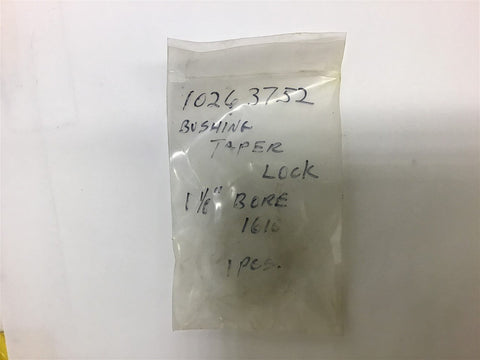 10243752
BUSHING
TAPER
LOCK
1 1/8" BORE
1610
1 PCS.